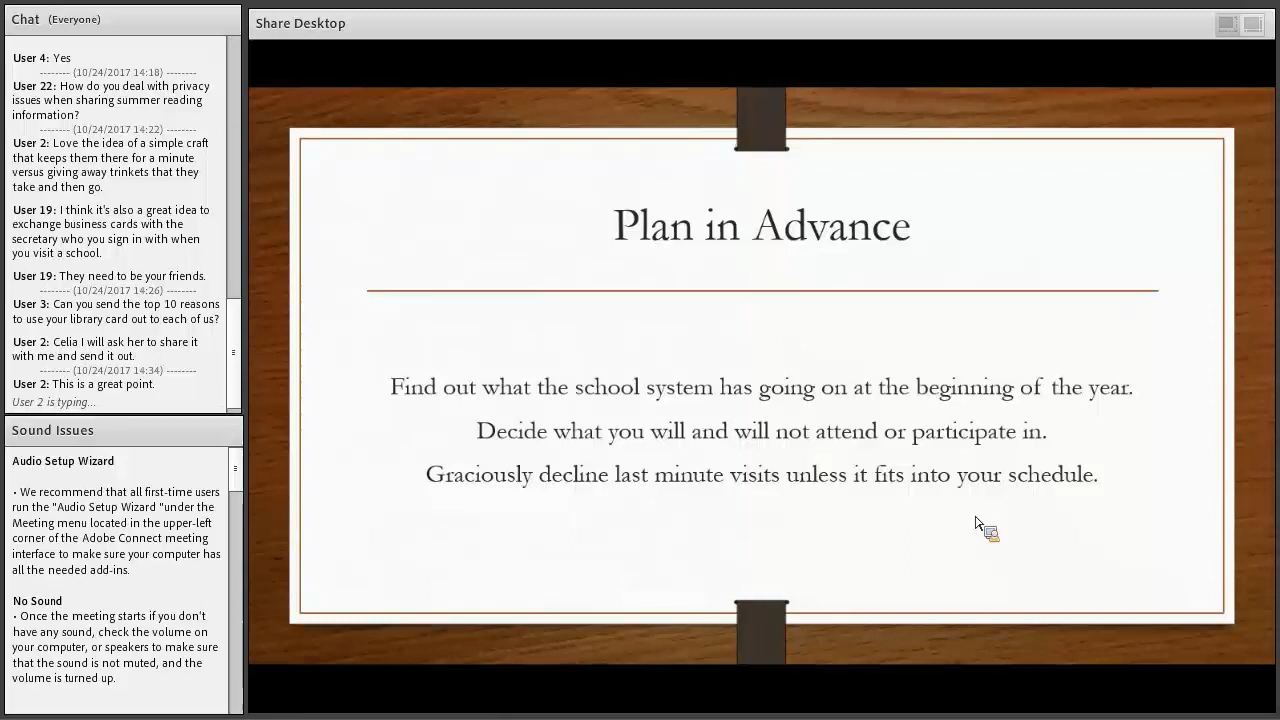 Chat (Everyone)
User 4: Yes
-------- (10/24/2017 14:18) --------
User 22: How do you deal with privacy
issues when sharing summer reading
information?
-------- (10/24/2017 14:22) --------
User 2: Love the idea of a simple craft
that keeps them there for a minute
versus giving away trinkets that they
take and then go.
User 19: I think it's also a great idea to
exchange business cards with the
secretary who you sign in with when
you visit a school.
User 19: They need to be your friends.
-------- (10/24/2017 14:26) --------
User 3: Can you send the top 10 reasons
to use your library card out to each of us?
User 2: Celia I will ask her to share it
with me and send it out.
-------- (10/24/2017 14:34) --------
User 2: This is a great point.
User 2 is typing...
Sound Issues
Audio Setup Wizard
• We recommend that all first-time users
run the "Audio Setup Wizard "under the
Meeting menu located in the upper-left
corner of the Adobe Connect meeting
interface to make sure your computer has
all the needed add-ins.
No Sound
• Once the meeting starts if you don't
have any sound, check the volume on
your computer, or speakers to make sure
that the sound is not muted, and the
volume is turned up.
Share Desktop
Plan in Advance
Find out what the school system has going on at the beginning of the year.
Decide what you will and will not attend or participate in.
Graciously decline last minute visits unless it fits into your schedule.